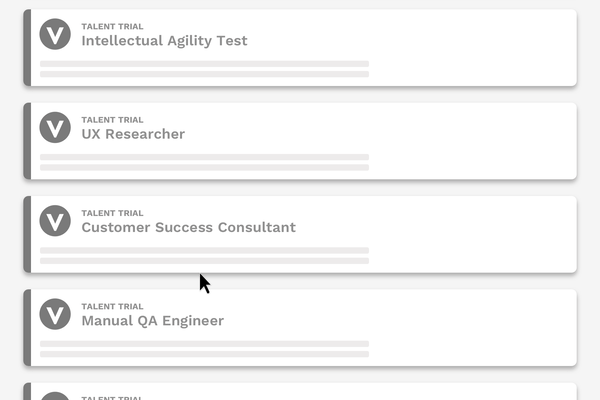 TALENT TRIAL
V
Intellectual Agility Test
TALENT TRIAL
V
UX Researcher
TALENT TRIAL
V
Customer Success Consultant
TALENT TRIAL
V
Manual QA Engineer
TALENT TRIAL